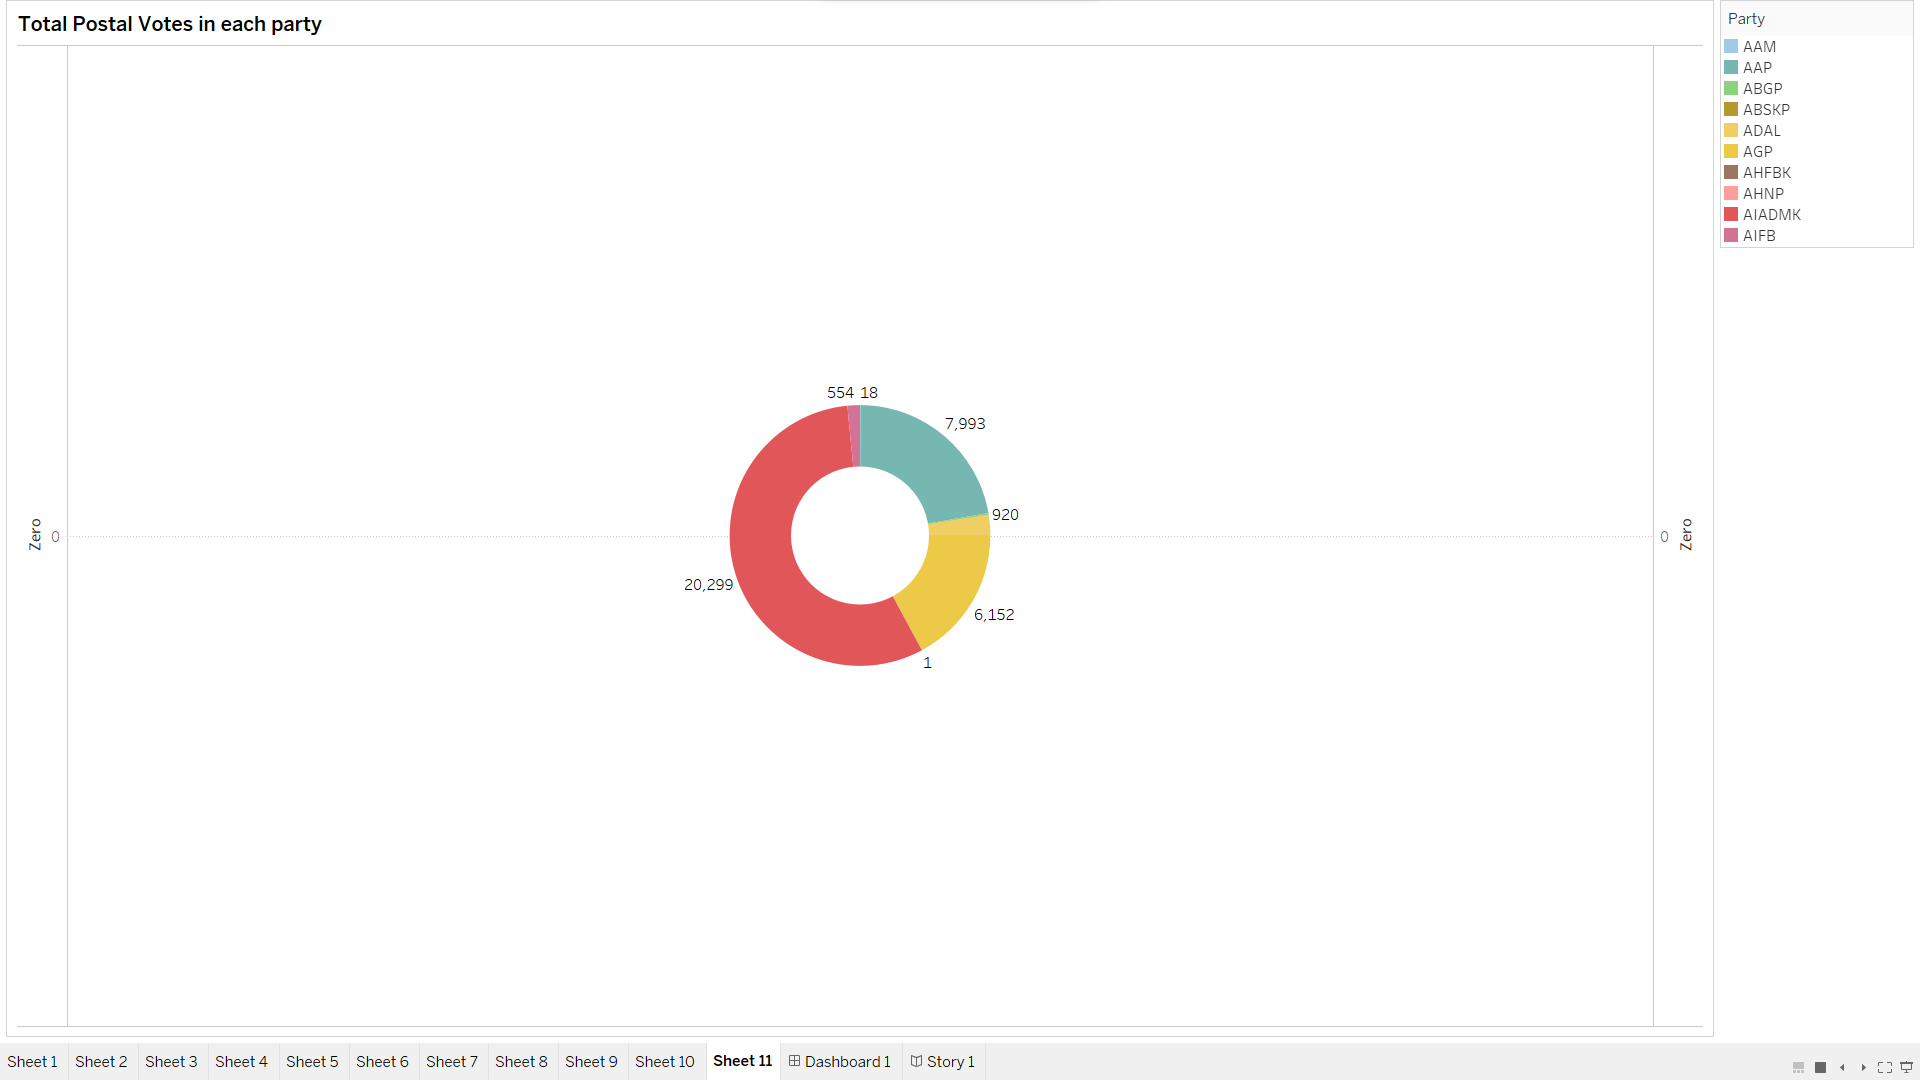 Total Postal Votes in each party
Party
AAM
AAP
ABGP
ABSKP
ADAL
AGP
AHFBK
AHNP
AIADMK
AIFB
554 18
7,993
920
Zero 0
0 Zero
20,299
6,152
1
Sheet 1 Sheet 2 Sheet 3 Sheet 4 Sheet 5 Sheet 6 Sheet 7 Sheet 8 Sheet 9 Sheet 10 Sheet 11 Dashboard 1 Story 1